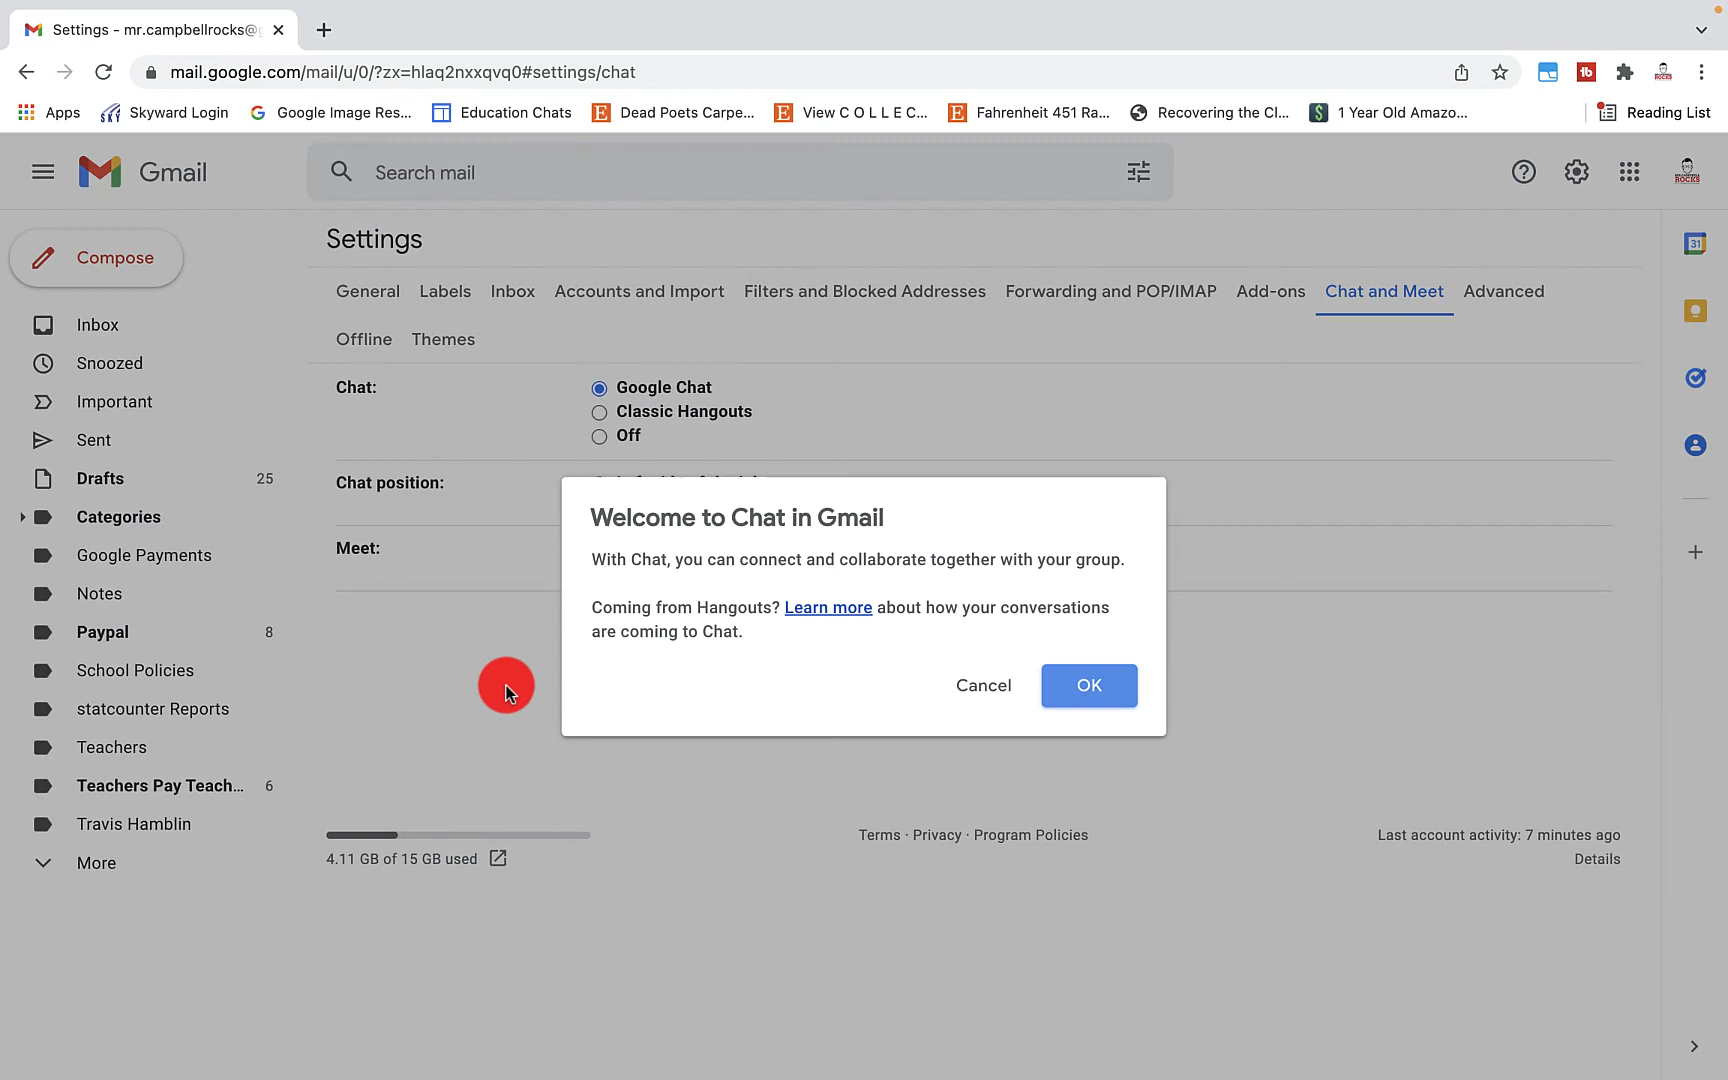 Settings - mr.campbellrocks@
mail.google.com/mail/u/0/?zx=hlaq2nxxqvq0#settings/chat
Apps Skyward Login Google Image Res... Education Chats Dead Poets Carpe... View C O L L E C... Fahrenheit 451 Ra... Recovering the Cl... 1 Year Old Amazo... Reading List
Gmail
Search mail
Compose
Inbox
Snoozed
Important
Sent
Drafts 25
Categories
Google Payments
Notes
Paypal 8
School Policies
statcounter Reports
Teachers
Teachers Pay Teach... 6
Travis Hamblin
More
Settings
General Labels Inbox Accounts and Import Filters and Blocked Addresses Forwarding and POP/IMAP Add-ons Chat and Meet Advanced
Offline Themes
Chat: Google Chat
Classic Hangouts
Off
Chat position:
Meet:
Welcome to Chat in Gmail
With Chat, you can connect and collaborate together with your group.
Coming from Hangouts? Learn more about how your conversations
are coming to Chat.
Cancel OK
4.11 GB of 15 GB used
Terms · Privacy · Program Policies
Last account activity: 7 minutes ago
Details
31
ROCKS